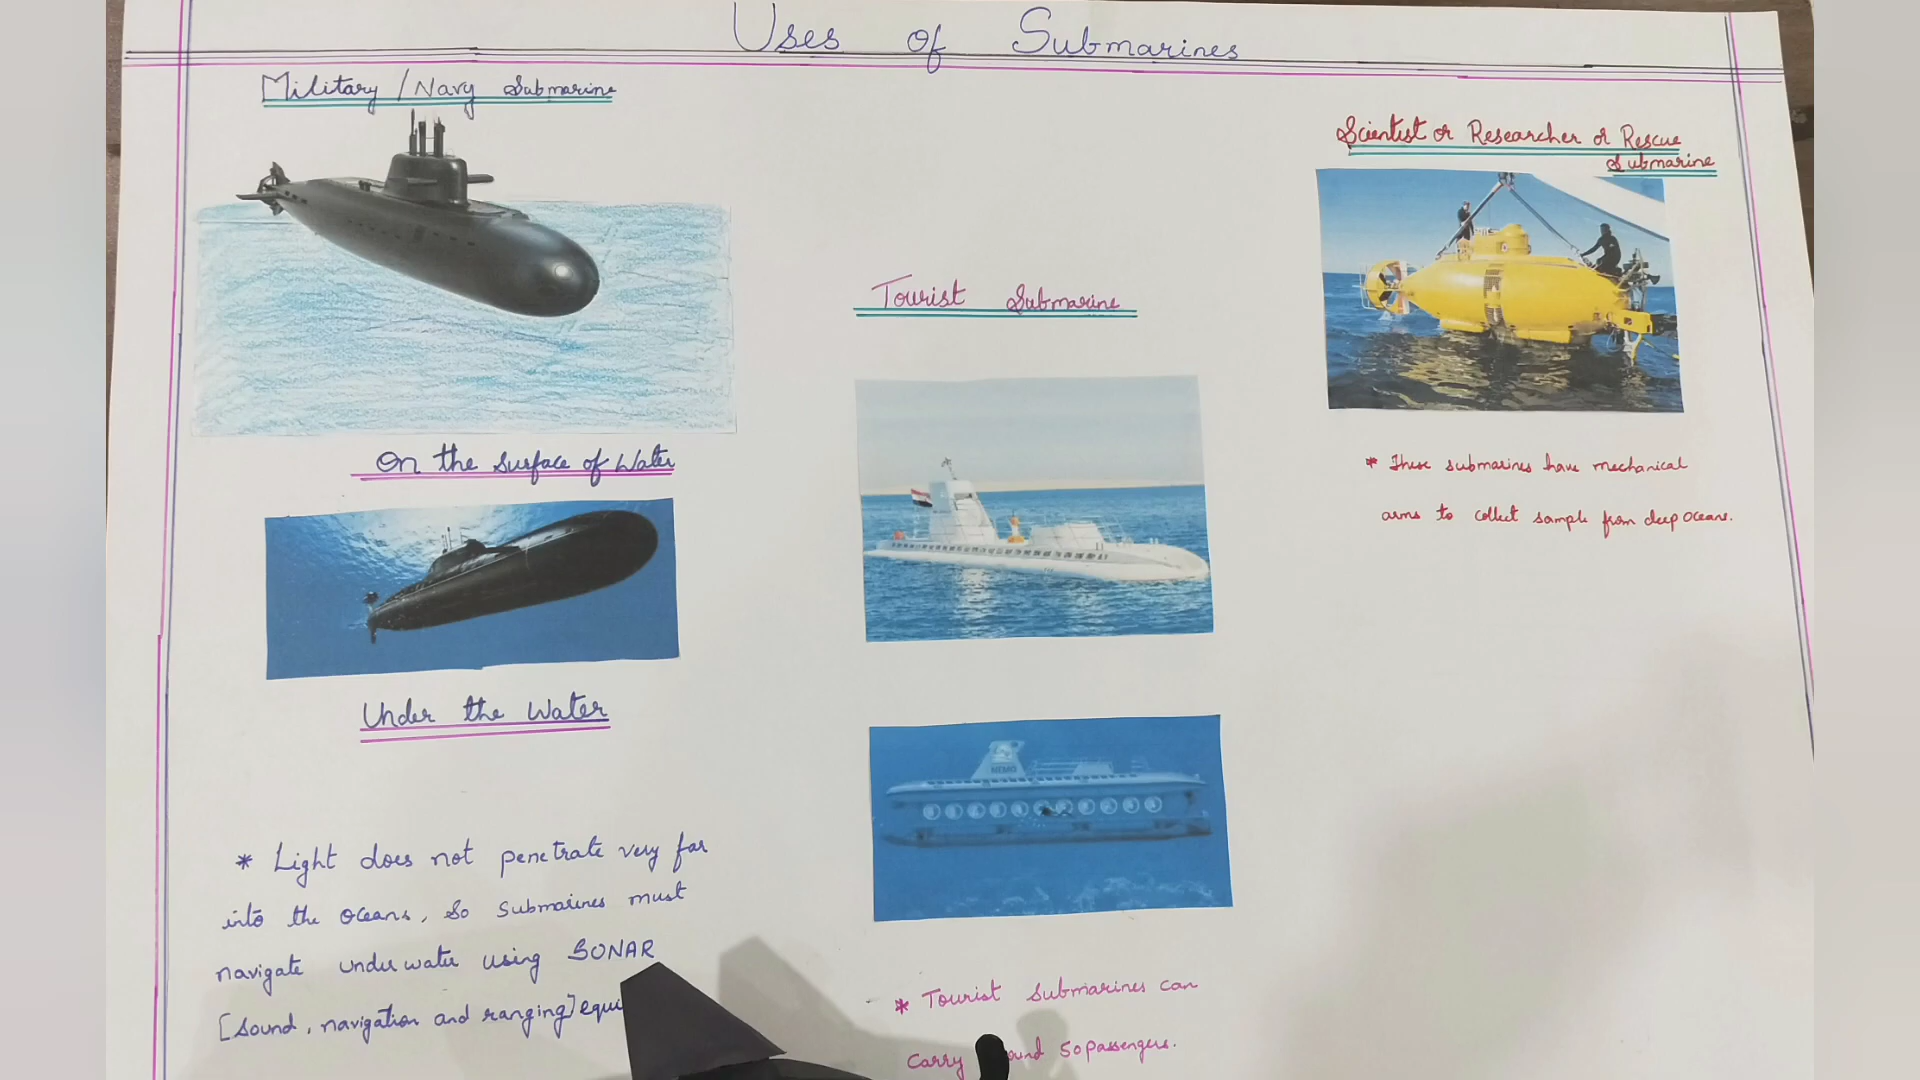 Uses of Submarines
Military / Navy Submarine
On the Surface of Water
Under the Water
* Light does not penetrate very far
into the oceans, so submarines must
navigate under water using SONAR
[Sound, navigation and ranging]
Tourist Submarine
* Tourist submarines can
carry 50 passengers.
Scientist or Researcher or Rescue
Submarine
* These submarines have mechanical
arms to collect sample from deep oceans.